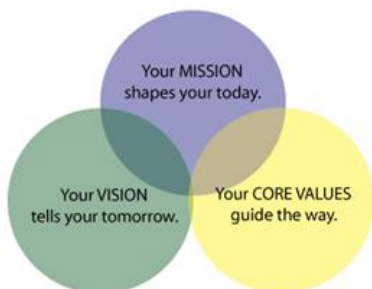 Your MISSION
shapes your today.
Your VISION
tells your tomorrow.
Your CORE VALUES
guide the way.